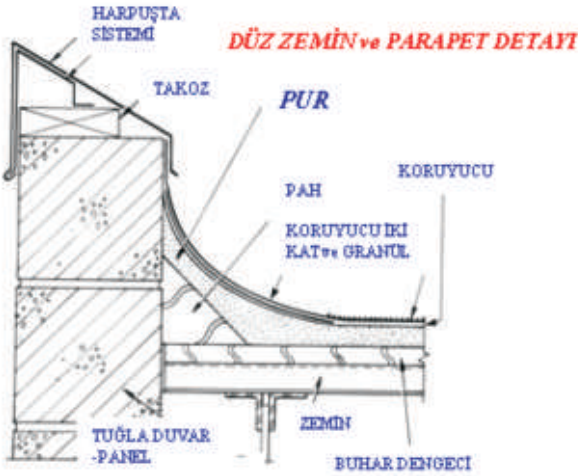 HARPUŞTA
SİSTEMİ
DÜZ ZEMİN ve PARAPET DETAYI
TAKOZ
PUR
KORUYUCU
PAH
KORUYUCU İKİ
KAT ve GRANÜL
ZEMİN
TUĞLA DUVAR
-PANEL
BUHAR DENGECİ